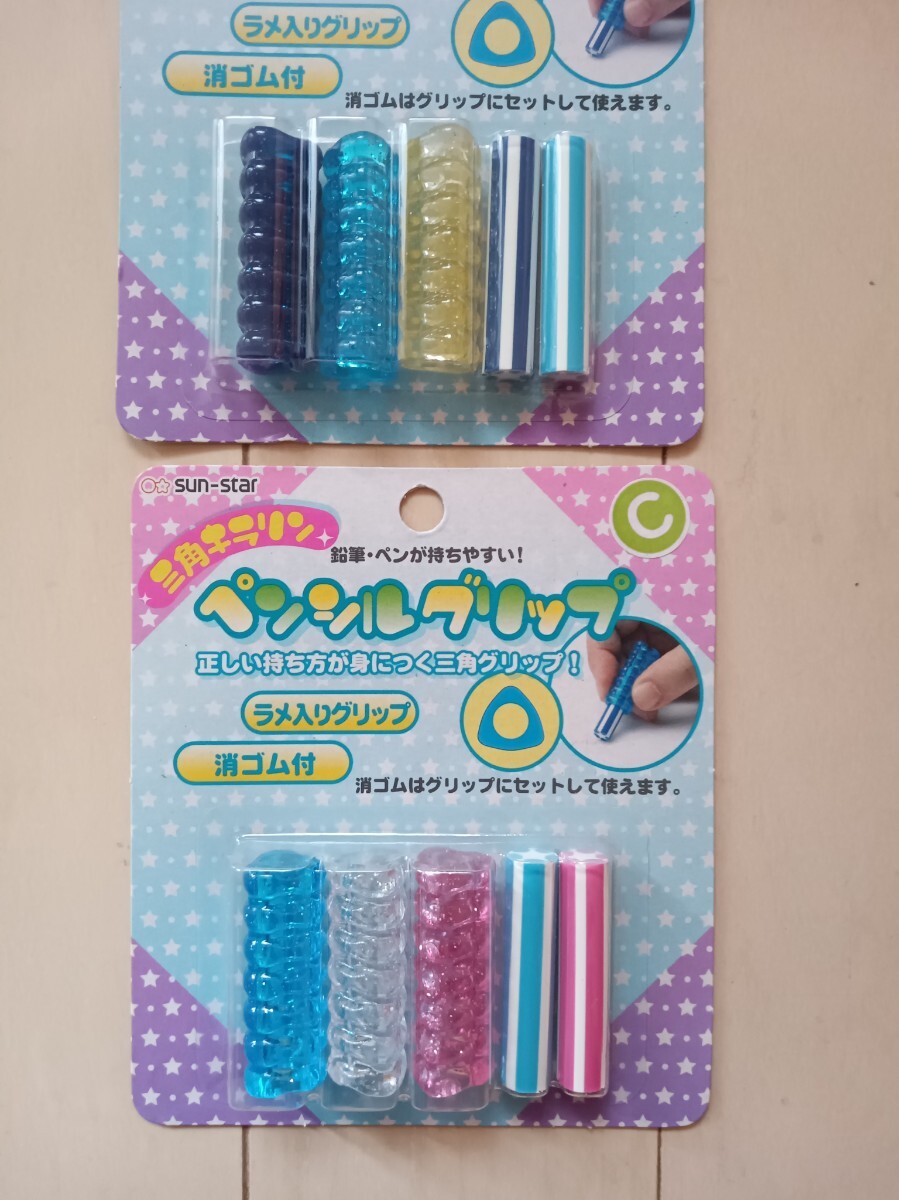 ラメ入りグリップ
消ゴム付
消ゴムはグリップにセットして使えます。
sun-star
三角キラリン
C
鉛筆・ペンが持ちやすい!
ペンシルグリップ
正しい持ち方が身につく三角グリップ!
ラメ入りグリップ
消ゴム付
消ゴムはグリップにセットして使えます。